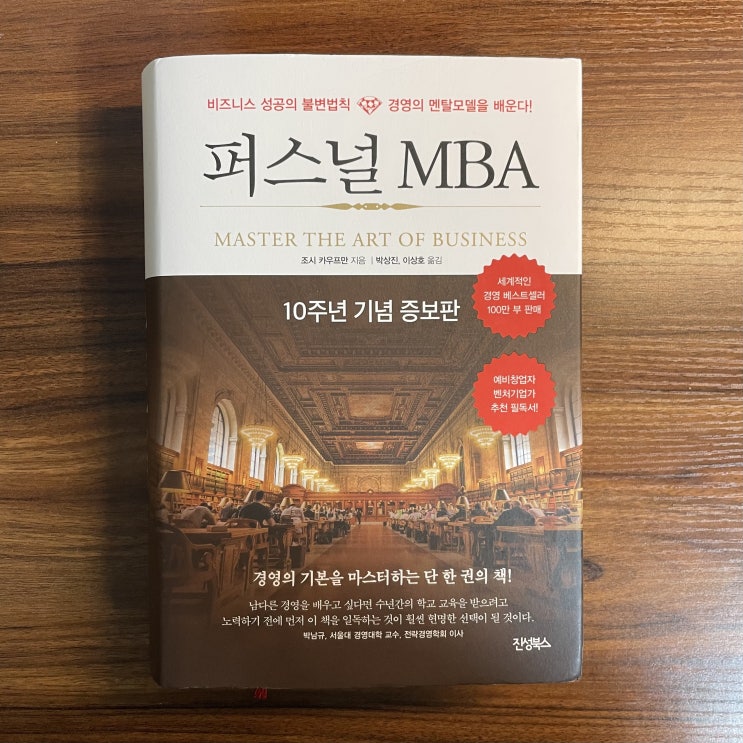 비즈니스 성공의 불변법칙 경영의 멘탈모델을 배운다!
퍼스널 MBA
MASTER THE ART OF BUSINESS
조시 카우프만 지음 | 박상진, 이상호 옮김
10주년 기념 증보판
세계적인
경영 베스트셀러
100만 부 판매
예비창업자
벤처기업가
추천 필독서!
경영의 기본을 마스터하는 단 한 권의 책!
남다른 경영을 배우고 싶다면 수년간의 학교 교육을 받으려고
노력하기 전에 먼저 이 책을 일독하는 것이 훨씬 현명한 선택이 될 것이다.
박남규, 서울대 경영대학 교수, 전략경영학회 이사
진성북스